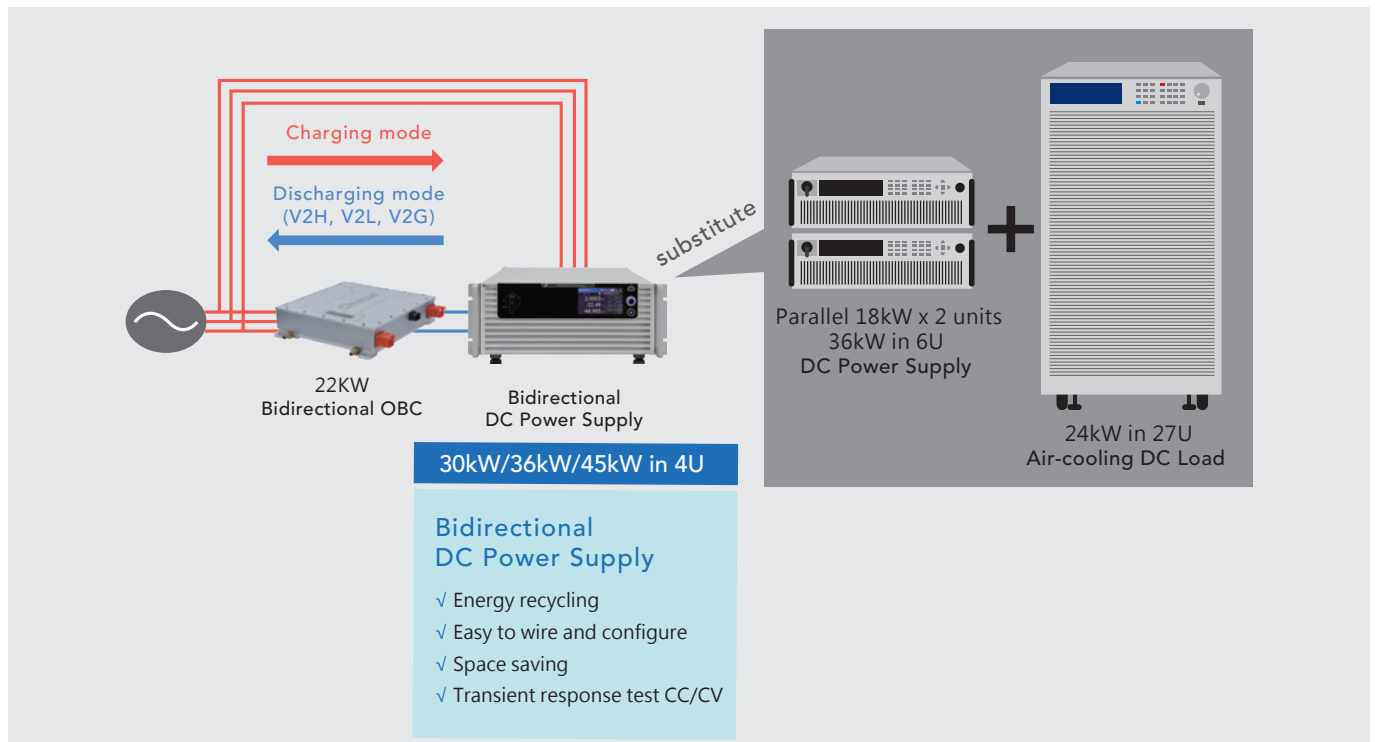 Charging mode
Discharging mode
(V2H, V2L, V2G)
22KW
Bidirectional OBC
Bidirectional
DC Power Supply
substitute
Parallel 18kW x 2 units
36kW in 6U
DC Power Supply
24kW in 27U
Air-cooling DC Load
30kW/36kW/45kW in 4U
Bidirectional
DC Power Supply
√ Energy recycling
√ Easy to wire and configure
√ Space saving
√ Transient response test CC/CV